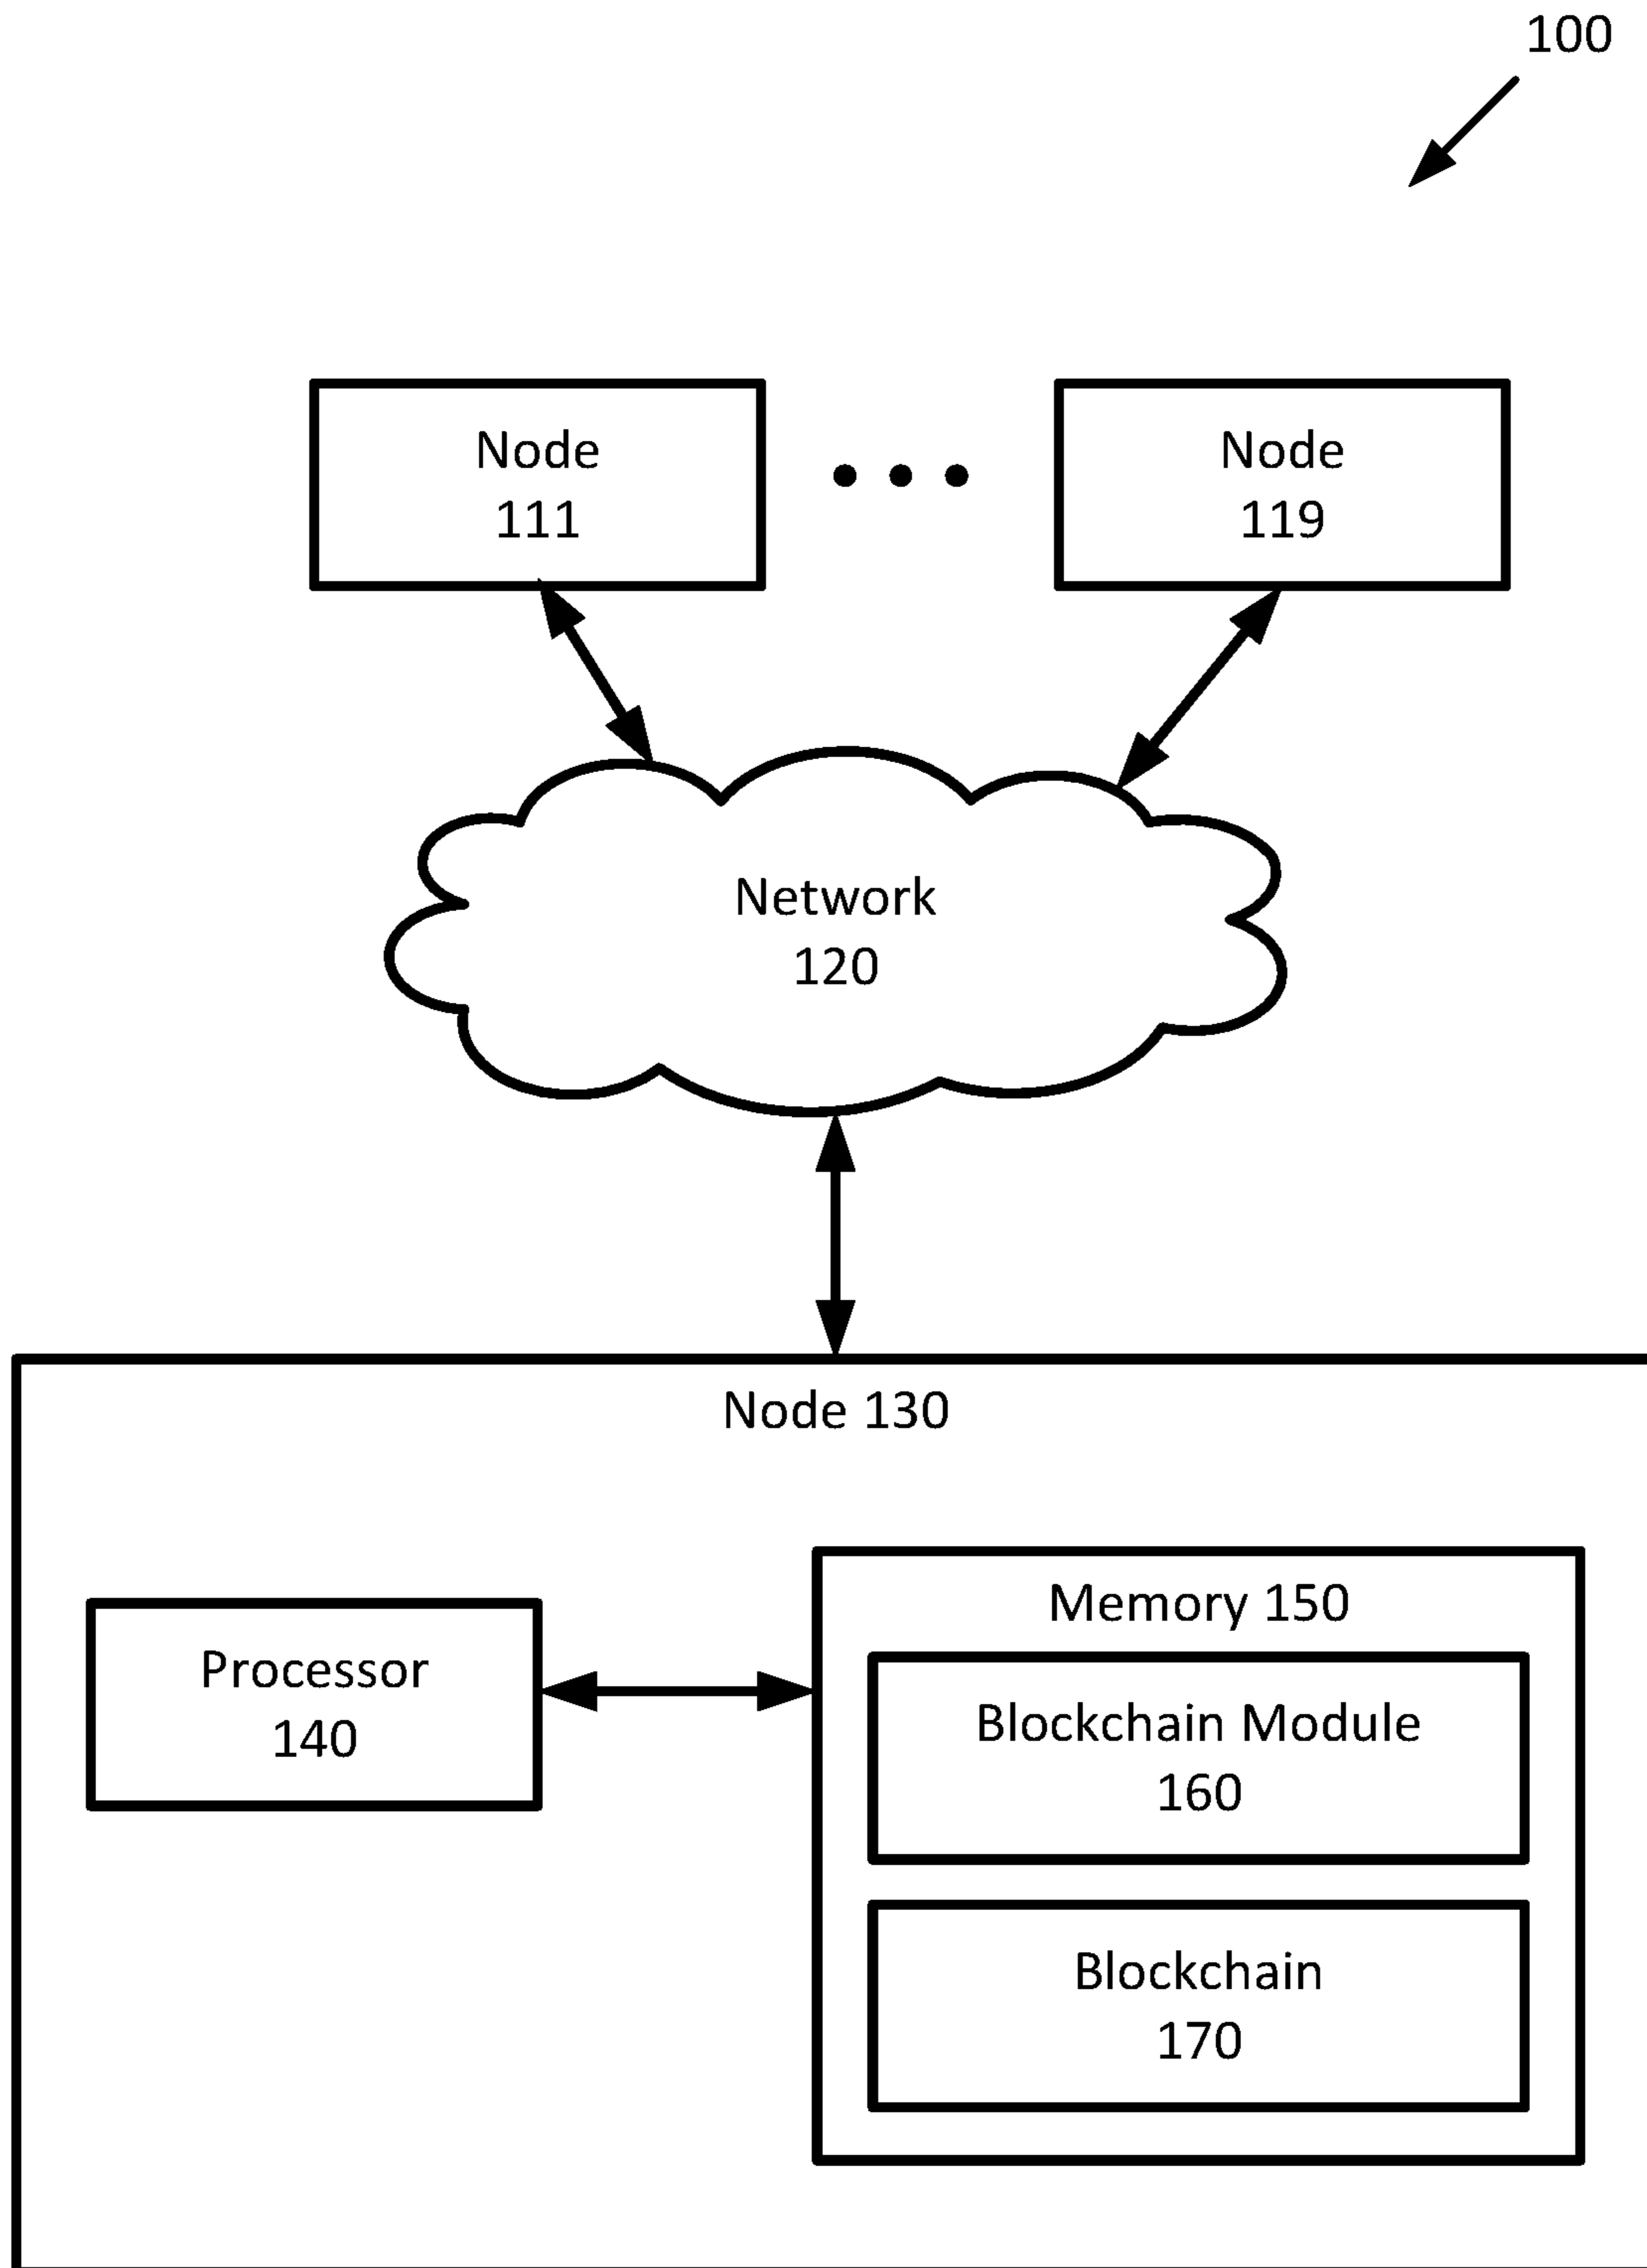 100
Node
111
Node
119
Network
120
Node 130
Processor
140
Memory 150
Blockchain Module
160
Blockchain
170